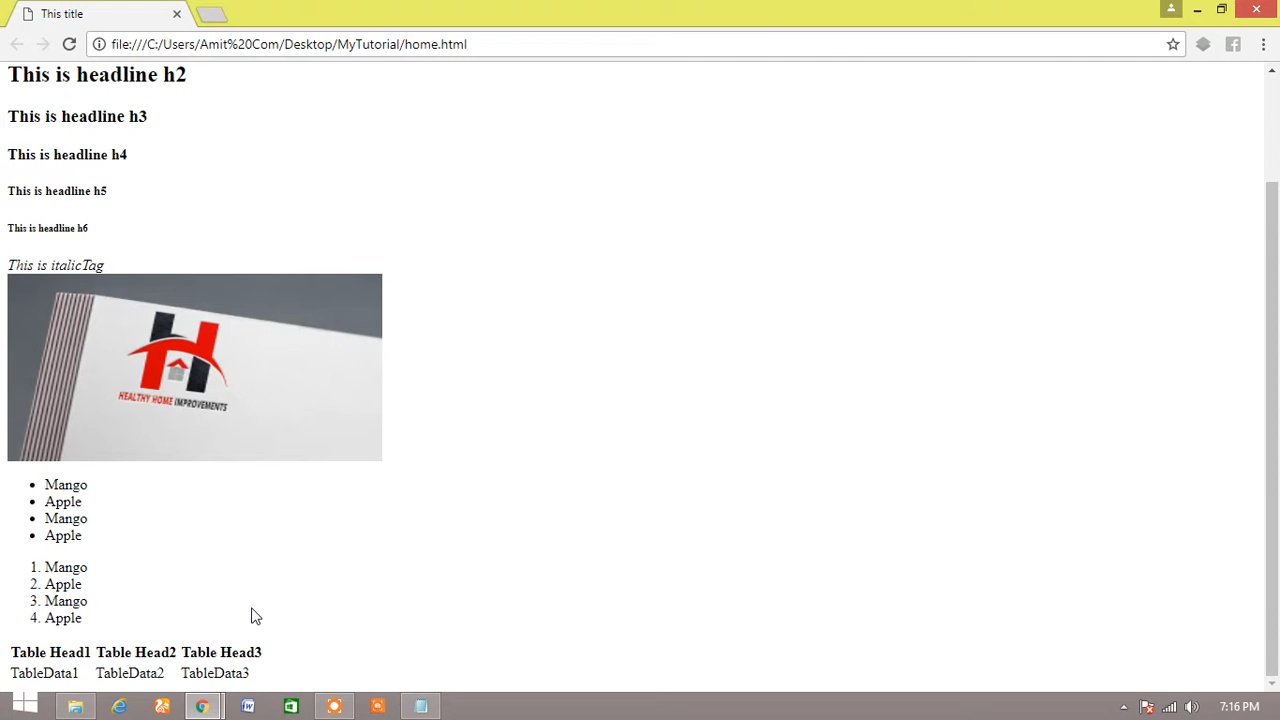 This title
file:///C:/Users/Amit%20Com/Desktop/MyTutorial/home.html
This is headline h2
This is headline h3
This is headline h4
This is headline h5
This is headline h6
This is italicTag
HEALTHY HOME IMPROVEMENTS
• Mango
• Apple
• Mango
• Apple
1. Mango
2. Apple
3. Mango
4. Apple
Table Head1 Table Head2 Table Head3
TableData1 TableData2 TableData3
7:16 PM